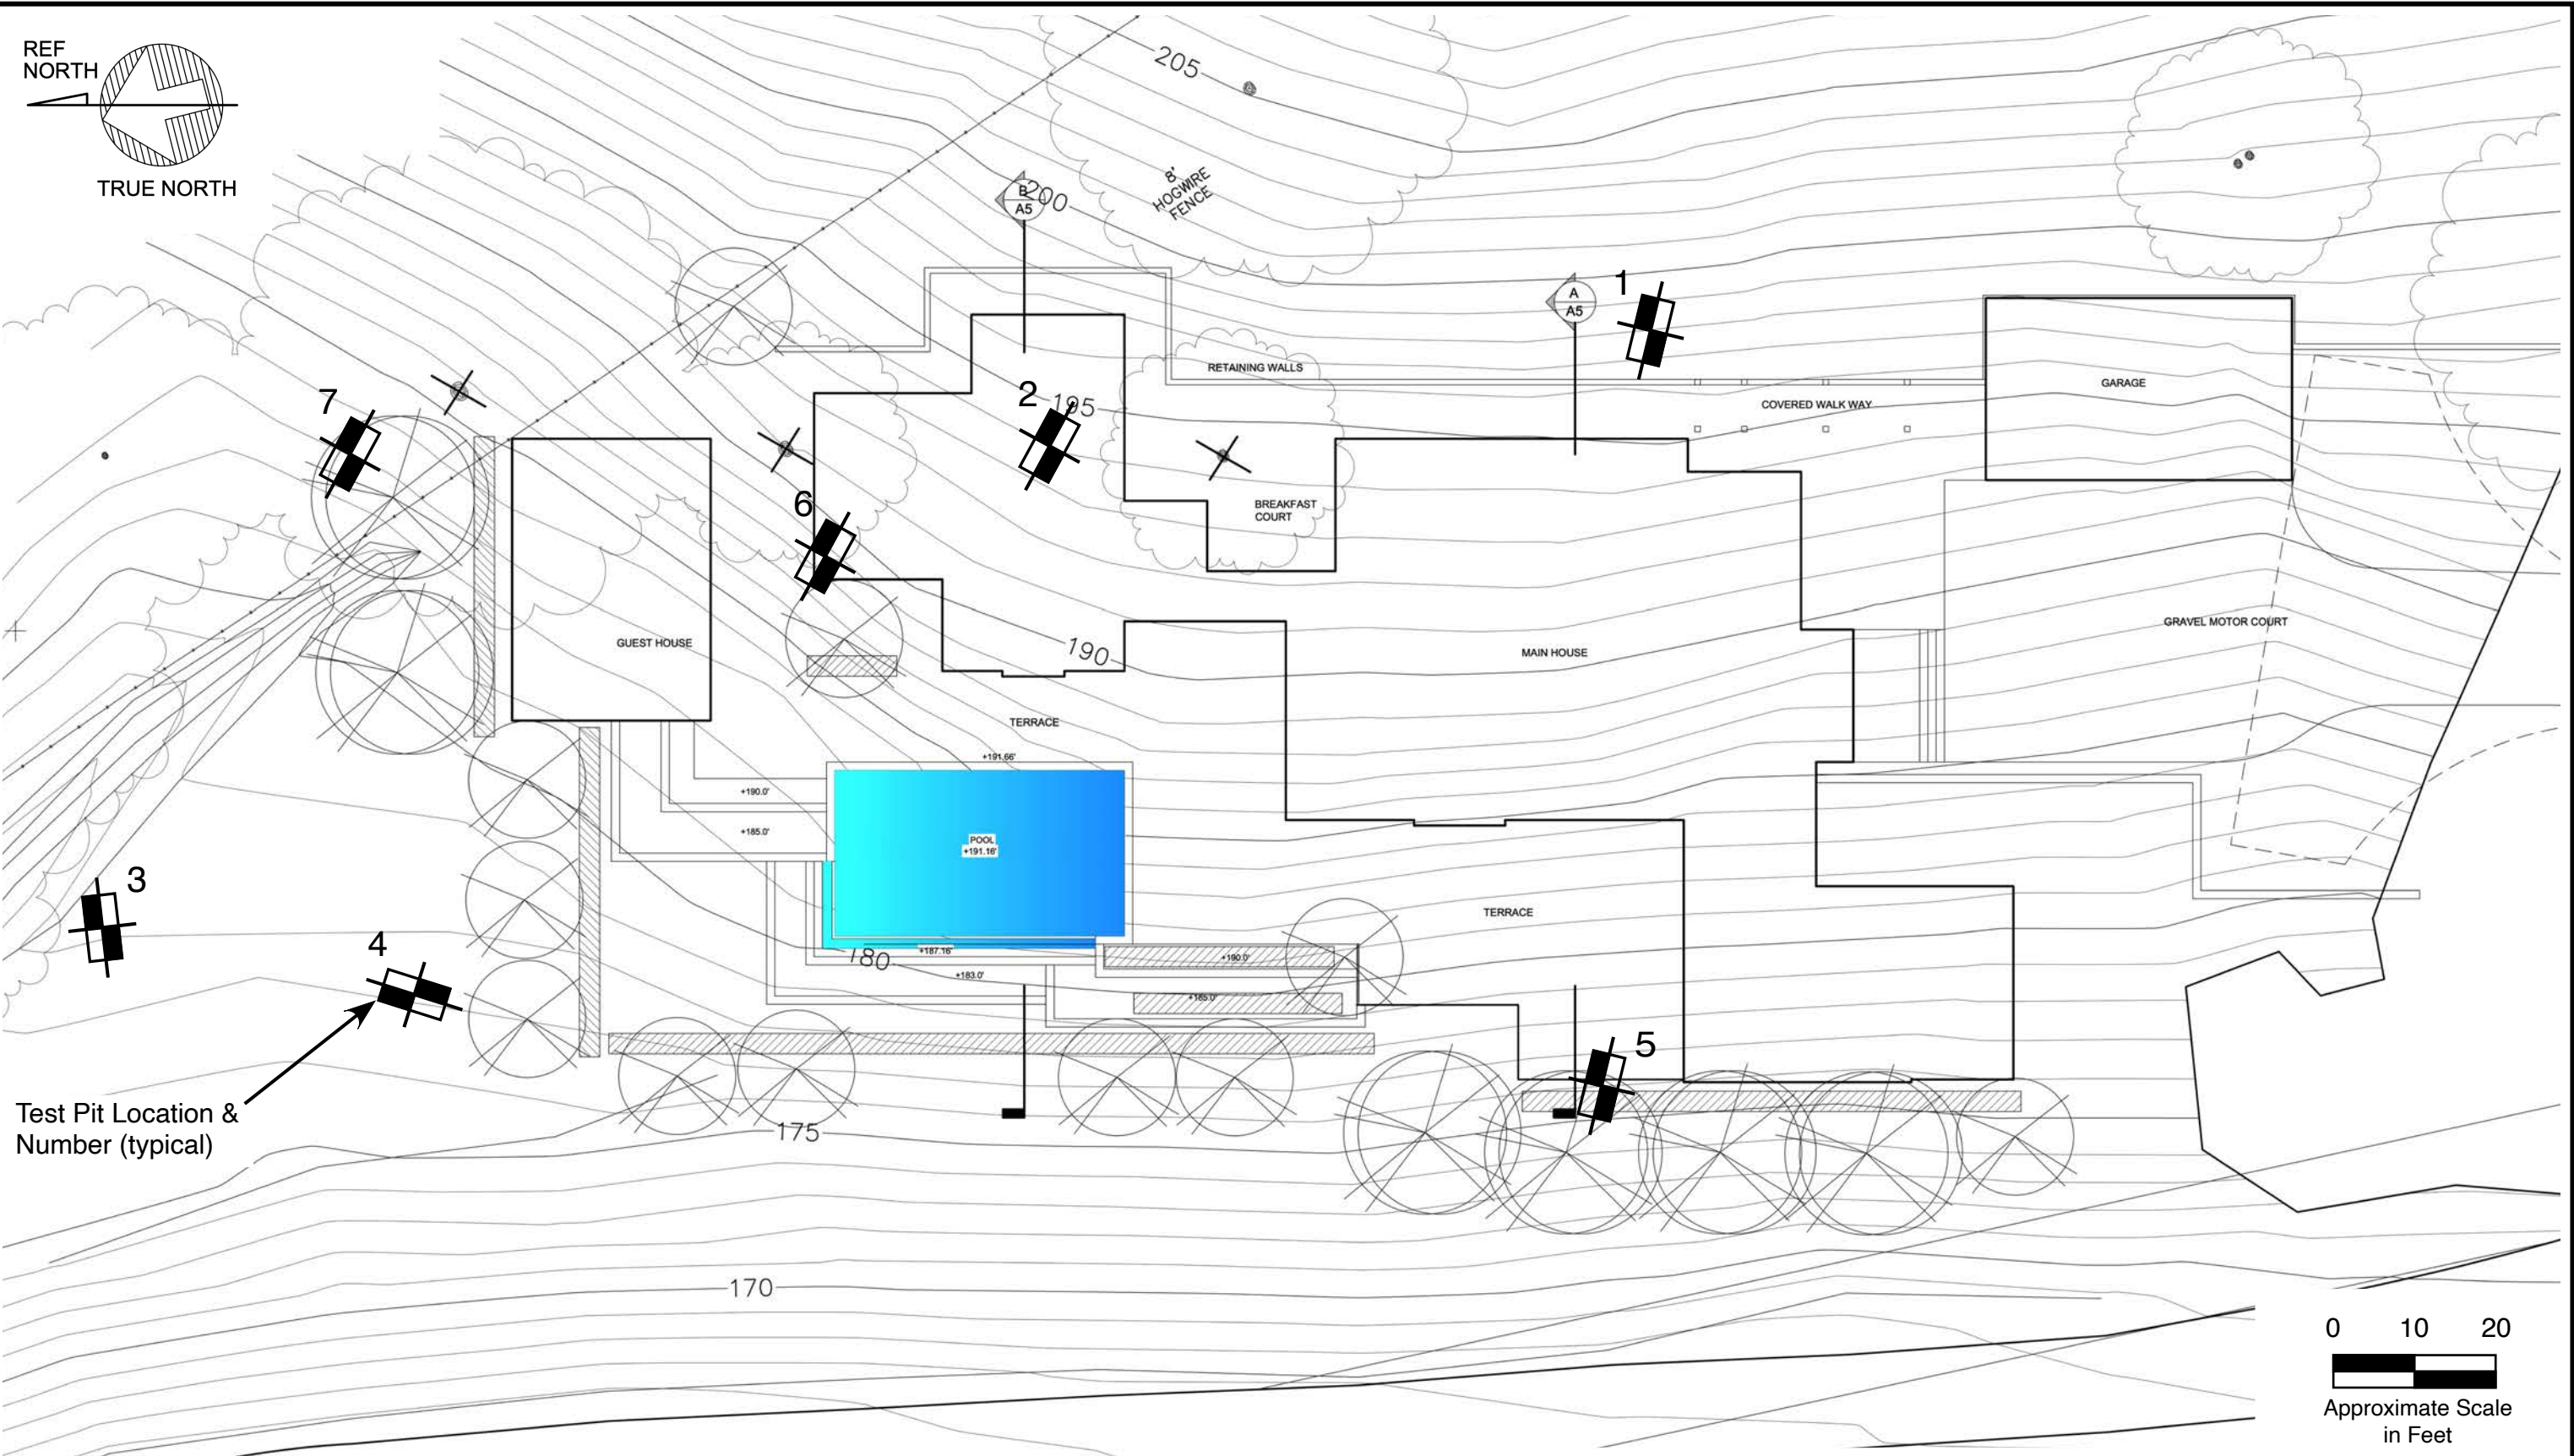 REF
NORTH
TRUE NORTH
205
8'
HOGWIRE
FENCE
B
A5
200
A
A5
1
RETAINING WALLS
GARAGE
7
2
195
COVERED WALK WAY
6
BREAKFAST
COURT
GUEST HOUSE
190
MAIN HOUSE
GRAVEL MOTOR COURT
TERRACE
+191.66'
+190.0'
+185.0'
POOL
+191.16'
3
TERRACE
4
180
+187.16'
+190.0'
+183.0'
+185.0'
5
Test Pit Location &
Number (typical)
175
170
0 10 20
Approximate Scale
in Feet